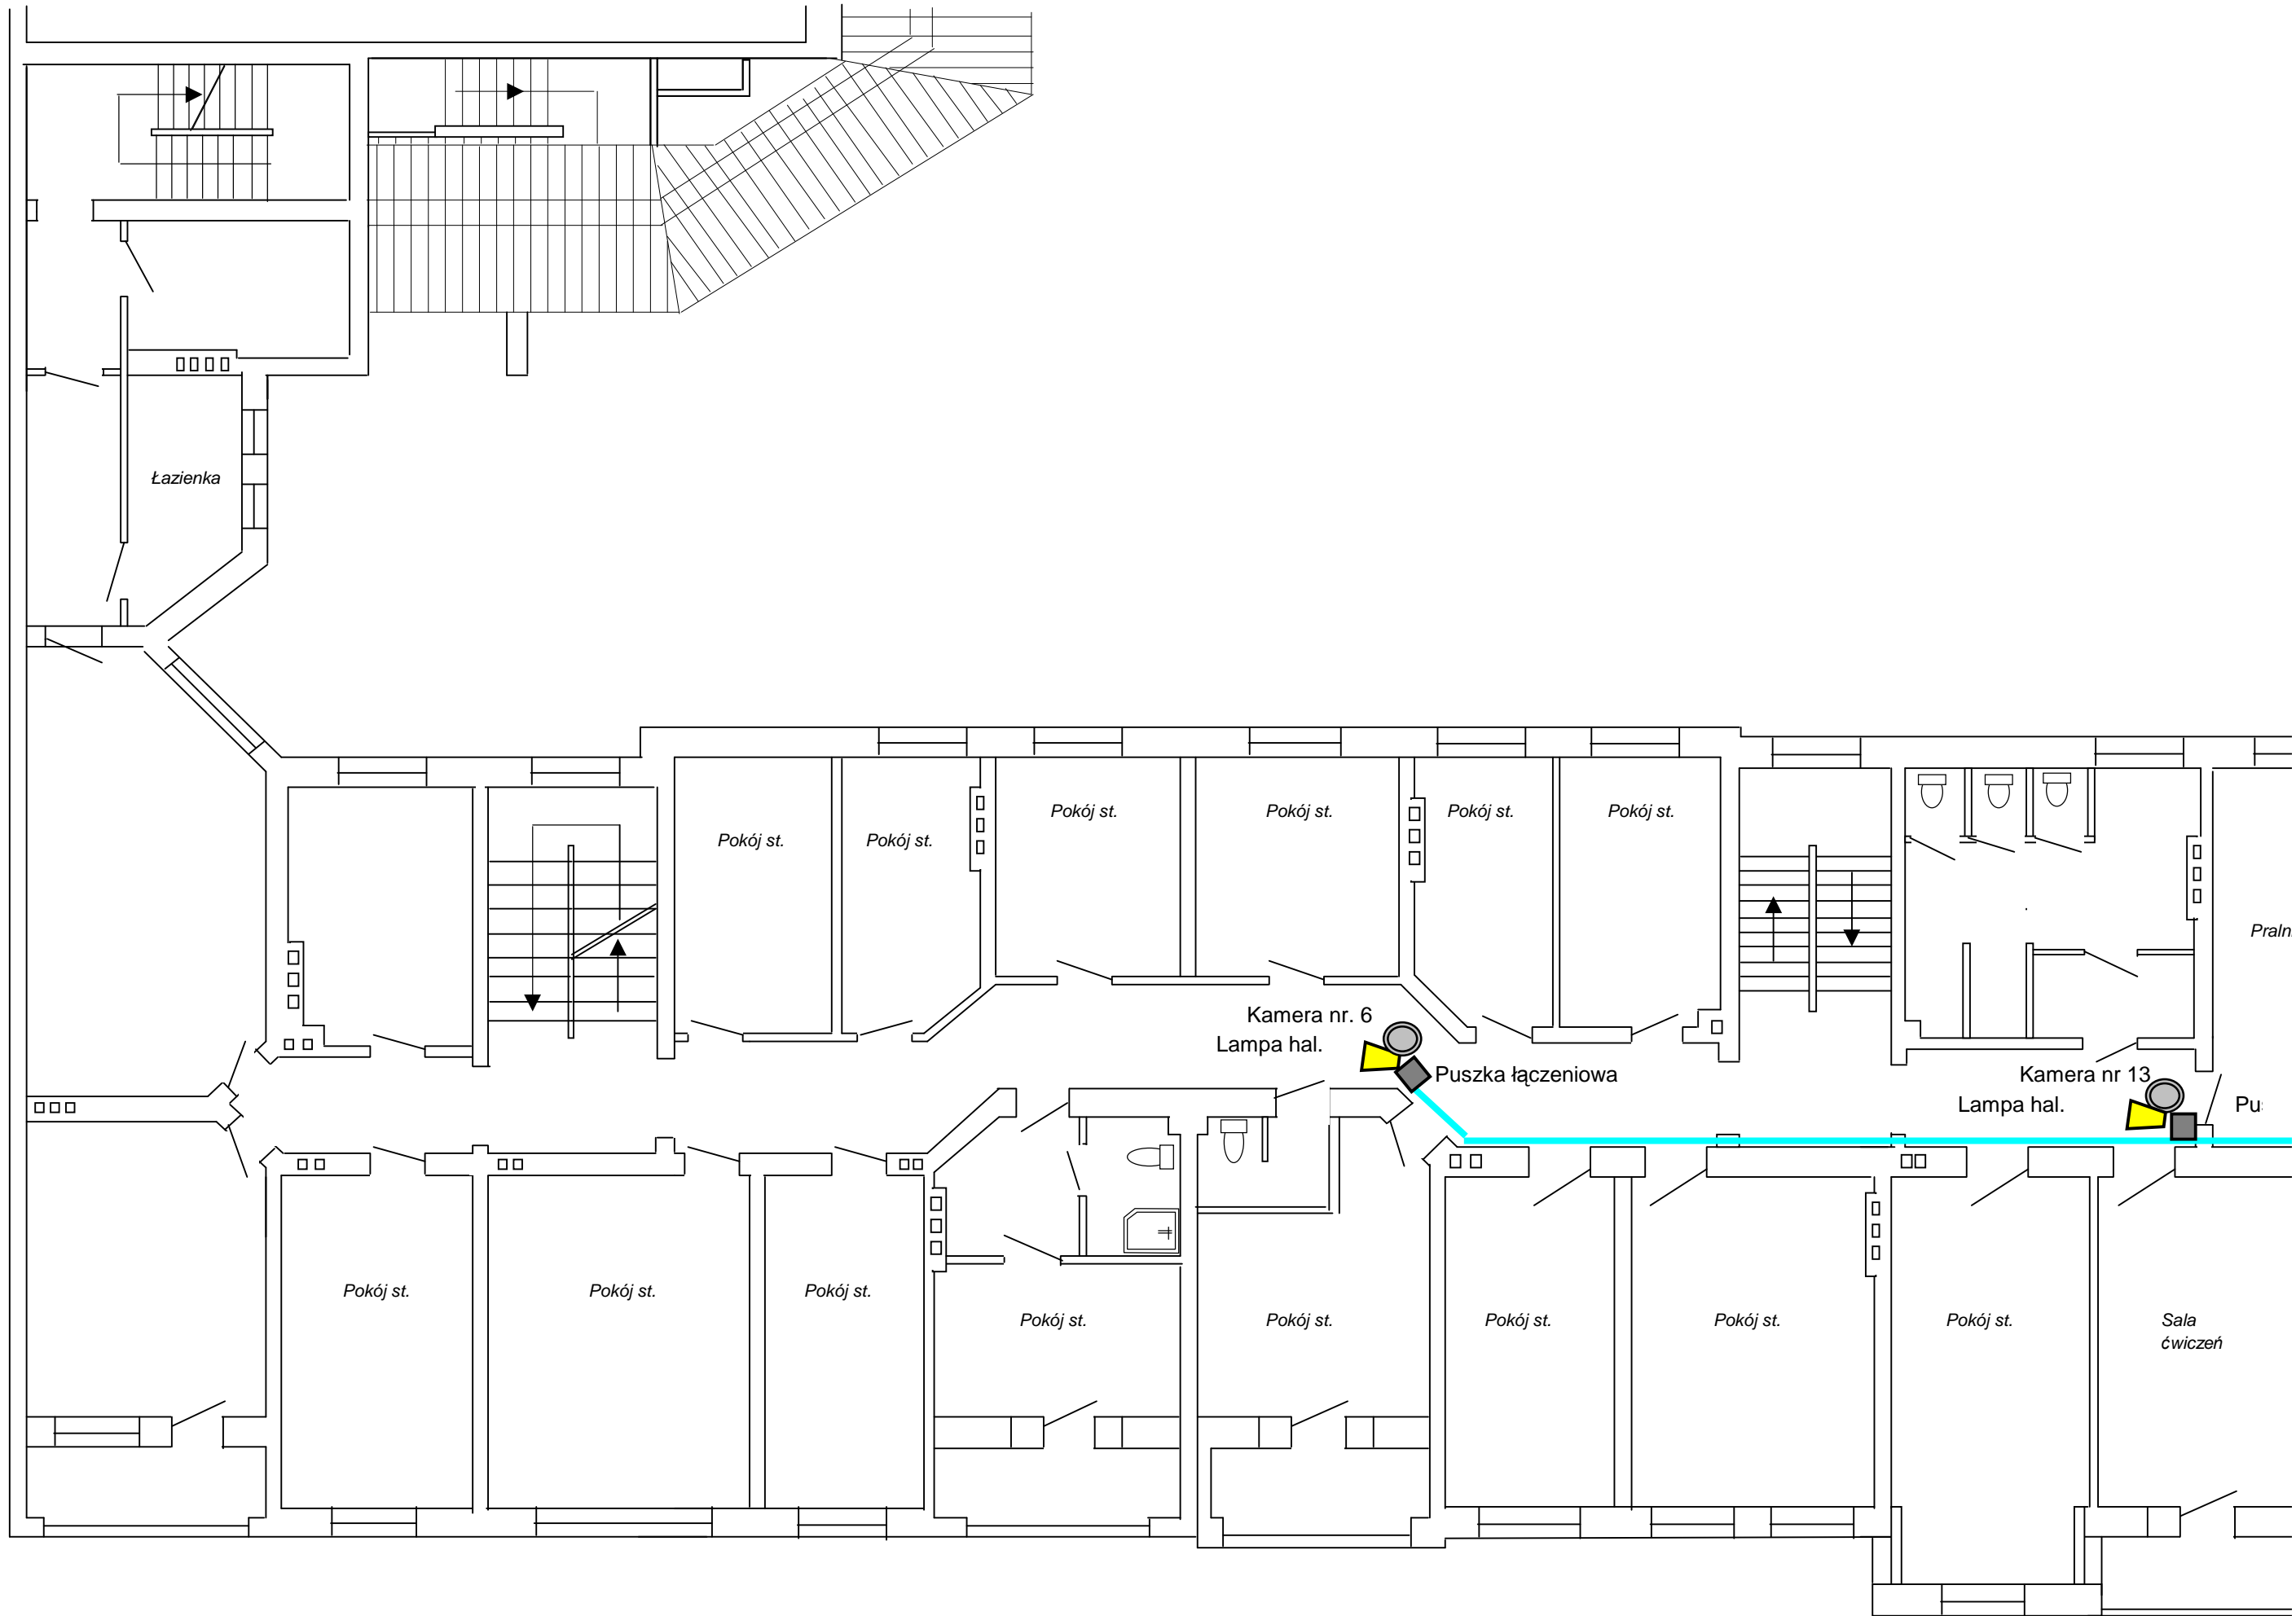 Łazienka
Pokój st.
Pokój st.
Pokój st.
Pokój st.
Pokój st.
Pokój st.
Kamera nr. 6
Lampa hal.
Puszka łączeniowa
Kamera nr 13
Lampa hal.
Pokój st.
Pokój st.
Pokój st.
Pokój st.
Pokój st.
Pokój st.
Pokój st.
Pokój st.
Sala
ćwiczeń